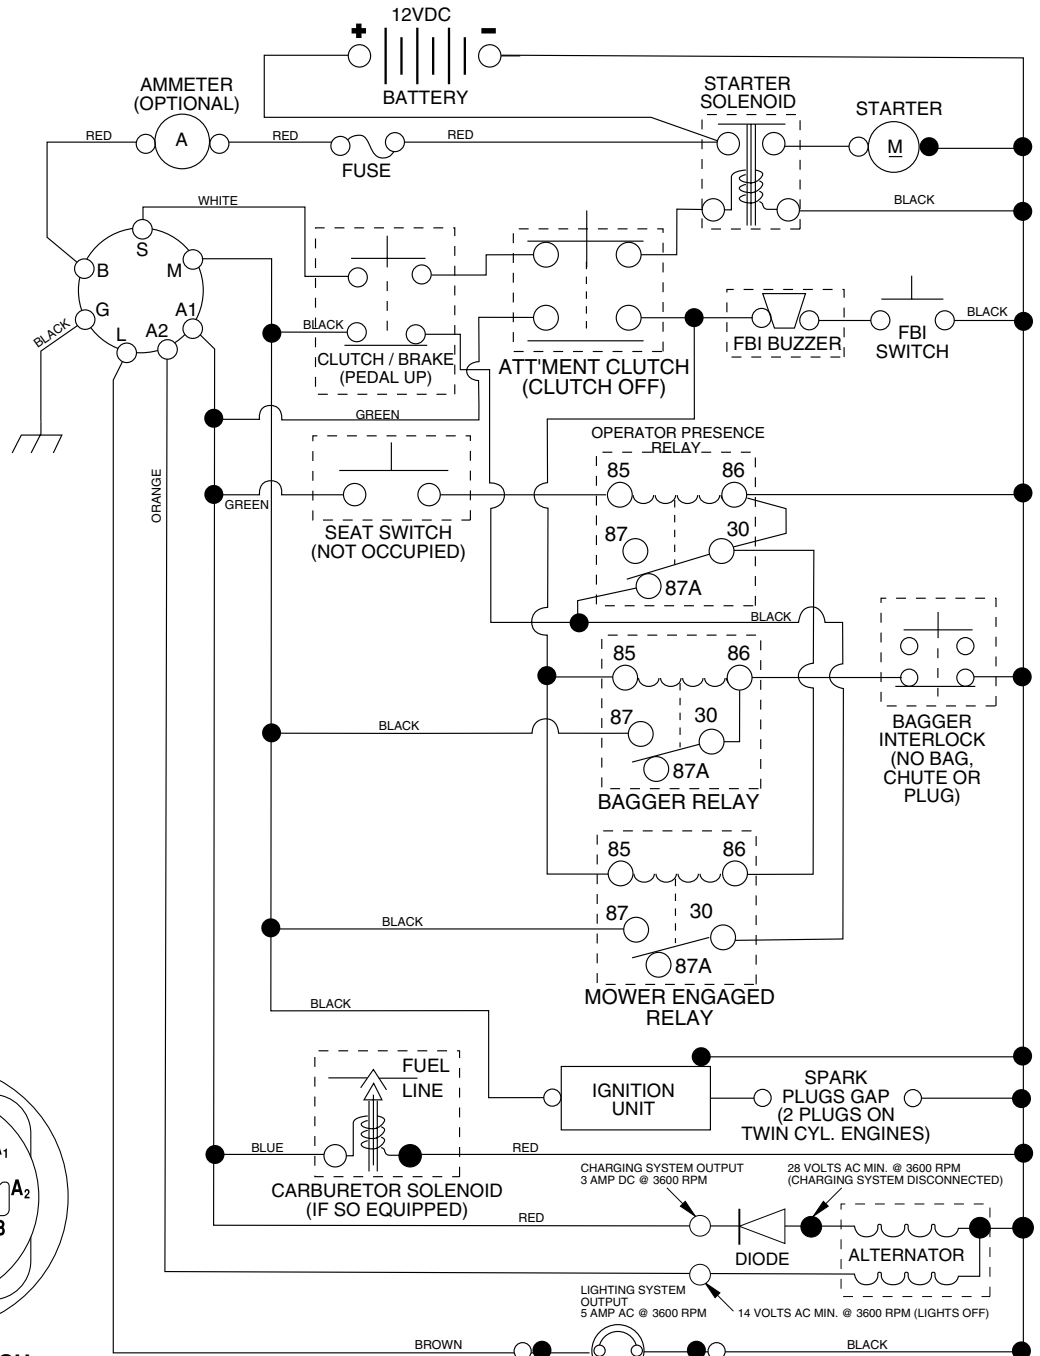 12VDC
+
-
BATTERY
AMMETER
(OPTIONAL)
RED
A
RED
FUSE
RED
STARTER
SOLENOID
STARTER
M
BLACK
WHITE
S
B
M
G
A1
L
A2
BLACK
BLACK
CLUTCH / BRAKE
(PEDAL UP)
ATT'MENT CLUTCH
(CLUTCH OFF)
FBI BUZZER
FBI
SWITCH
BLACK
GREEN
ORANGE
GREEN
SEAT SWITCH
(NOT OCCUPIED)
OPERATOR PRESENCE
RELAY
85
86
87
30
87A
BLACK
85
86
87
30
87A
BAGGER RELAY
BLACK
BAGGER
INTERLOCK
(NO BAG,
CHUTE OR
PLUG)
85
86
87
30
87A
MOWER ENGAGED
RELAY
BLACK
BLACK
FUEL
LINE
IGNITION
UNIT
SPARK
PLUGS GAP
(2 PLUGS ON
TWIN CYL. ENGINES)
BLUE
RED
CARBURETOR SOLENOID
(IF SO EQUIPPED)
CHARGING SYSTEM OUTPUT
3 AMP DC @ 3600 RPM
28 VOLTS AC MIN. @ 3600 RPM
(CHARGING SYSTEM DISCONNECTED)
RED
DIODE
ALTERNATOR
LIGHTING SYSTEM
OUTPUT
5 AMP AC @ 3600 RPM
14 VOLTS AC MIN. @ 3600 RPM (LIGHTS OFF)
BROWN
BLACK
A2